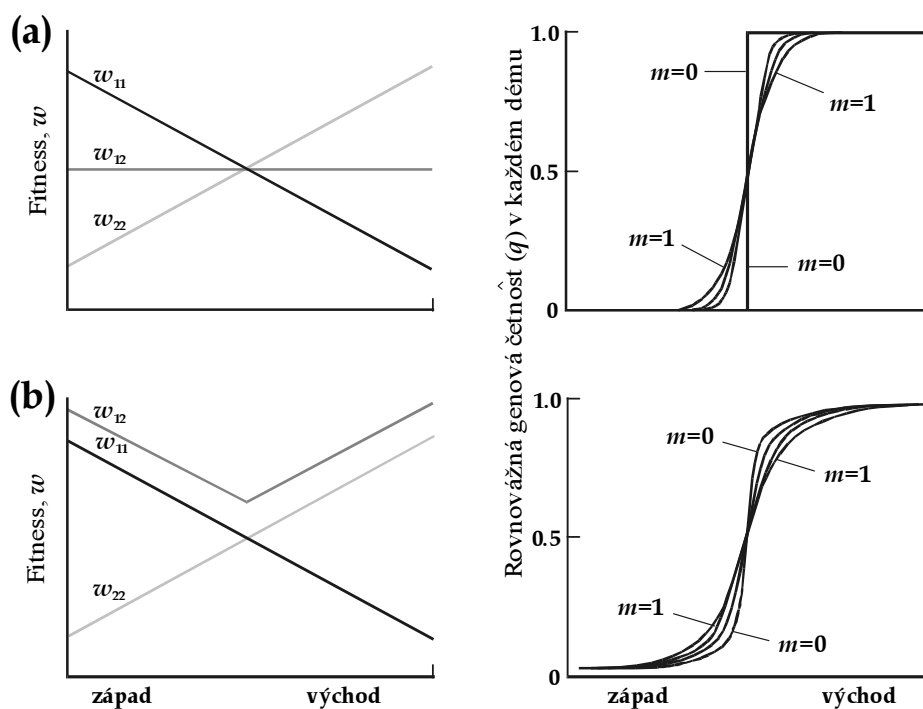 (a)
Fitness, w
w11
w12
w22
1.0
0.5
0
m=0
m=1
m=1
m=0
Rovnovážná genová četnost (q̂) v každém dému
(b)
Fitness, w
w12
w11
w22
západ
východ
1.0
0.5
0
m=0
m=1
m=1
m=0
západ
východ